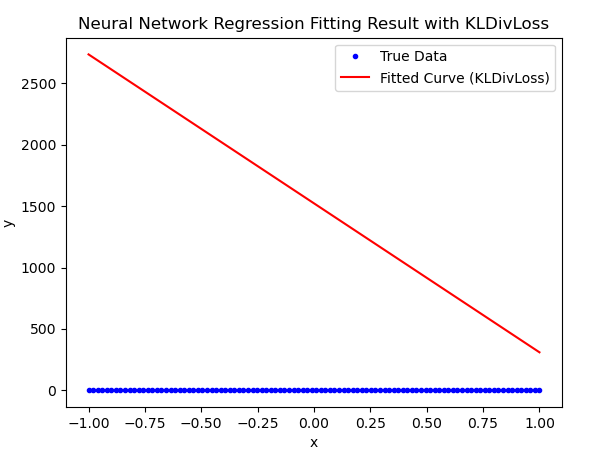 Neural Network Regression Fitting Result with KLDivLoss
True Data
Fitted Curve (KLDivLoss)
y
2500
2000
1500
1000
500
0
−1.00 −0.75 −0.50 −0.25 0.00 0.25 0.50 0.75 1.00
x